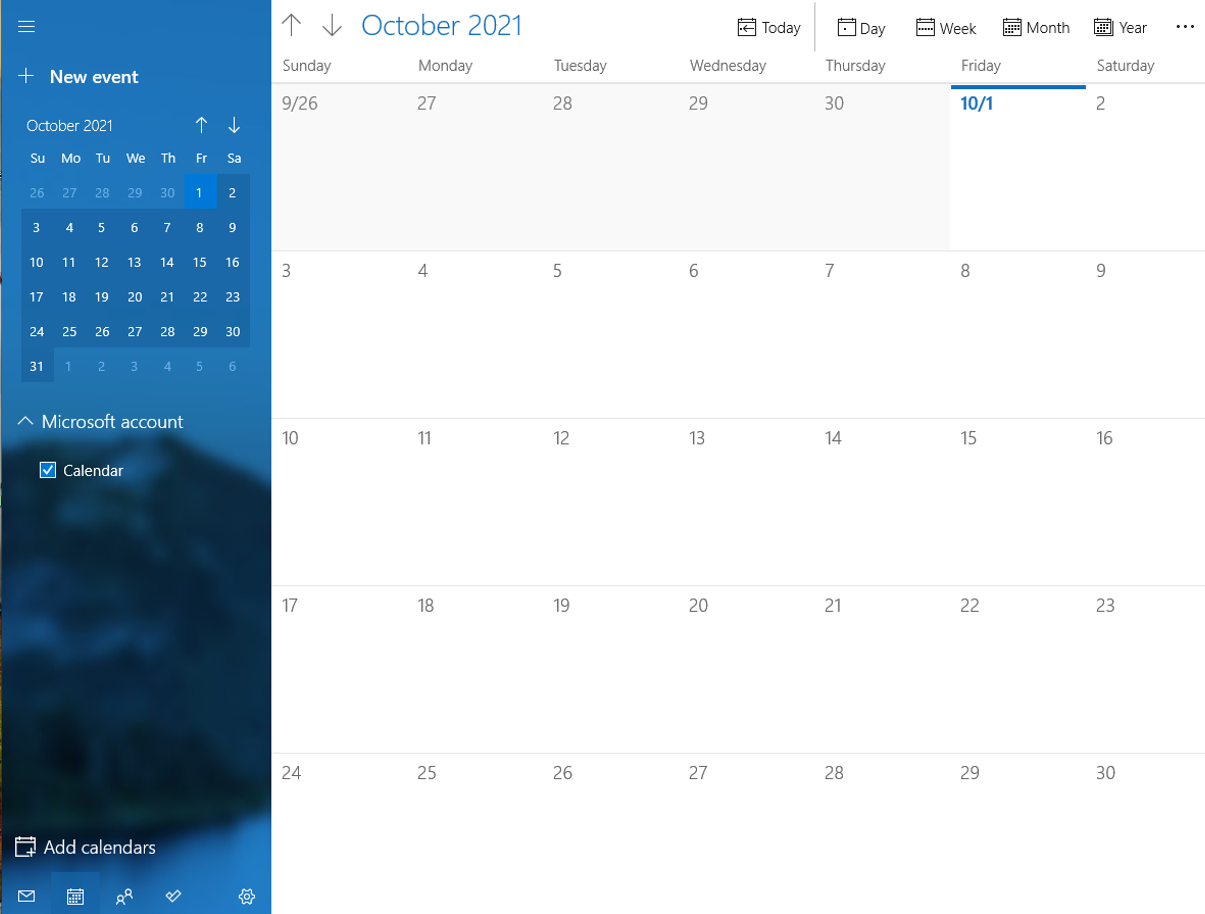 October 2021
Today Day Week Month Year
Sunday Monday Tuesday Wednesday Thursday Friday Saturday
9/26 27 28 29 30 10/1 2
3 4 5 6 7 8 9
10 11 12 13 14 15 16
17 18 19 20 21 22 23
24 25 26 27 28 29 30
New event
October 2021
Su Mo Tu We Th Fr Sa
26 27 28 29 30 1 2
3 4 5 6 7 8 9
10 11 12 13 14 15 16
17 18 19 20 21 22 23
24 25 26 27 28 29 30
31 1 2 3 4 5 6
Microsoft account
Calendar
Add calendars